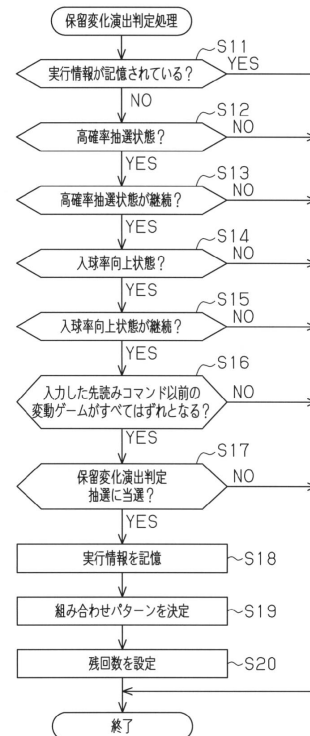 保留変化演出判定処理
S11
実行情報が記憶されている?
YES
NO
S12
高確率抽選状態?
NO
YES
S13
高確率抽選状態が継続?
NO
YES
S14
入球率向上状態?
NO
YES
S15
入球率向上状態が継続?
NO
YES
S16
入力した先読みコマンド以前の
変動ゲームがすべてはずれとなる?
NO
YES
S17
保留変化演出判定
抽選に当選?
NO
YES
実行情報を記憶
S18
組み合わせパターンを決定
S19
残回数を設定
S20
終了